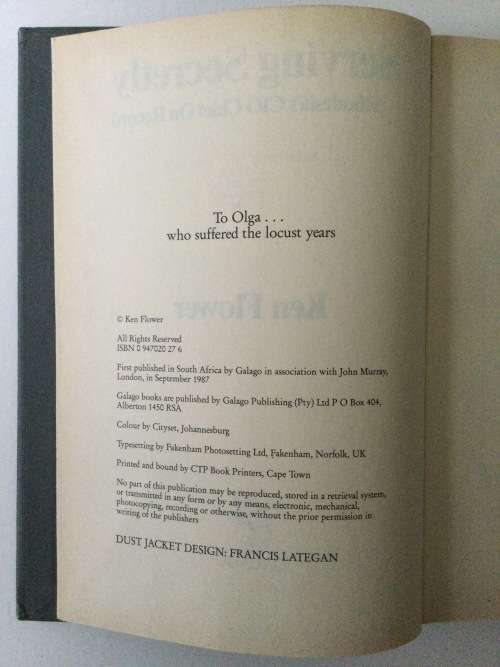 To Olga . . .
who suffered the locust years
© Ken Flower
All Rights Reserved
ISBN 0 947020 27 6
First published in South Africa by Galago in association with John Murray,
London, in September 1987
Galago books are published by Galago Publishing (Pty) Ltd P O Box 404,
Alberton 1450 RSA
Colour by Cityset, Johannesburg
Typesetting by Fakenham Photosetting Ltd, Fakenham, Norfolk, UK
Printed and bound by CTP Book Printers, Cape Town
No part of this publication may be reproduced, stored in a retrieval system,
or transmitted in any form or by any means, electronic, mechanical,
photocopying, recording or otherwise, without the prior permission in
writing of the publishers
DUST JACKET DESIGN: FRANCIS LATEGAN